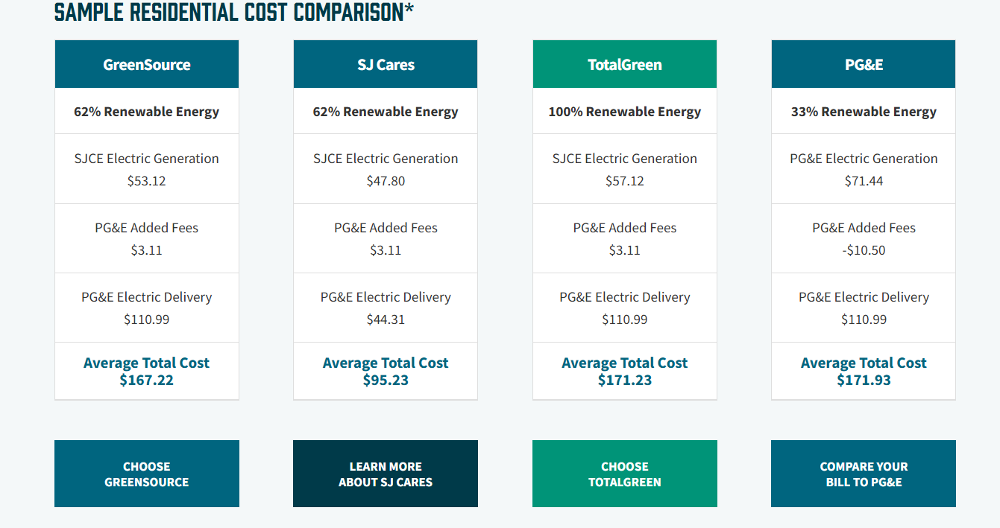 SAMPLE RESIDENTIAL COST COMPARISON*
GreenSource
62% Renewable Energy
SJCE Electric Generation
$53.12
PG&E Added Fees
$3.11
PG&E Electric Delivery
$110.99
Average Total Cost
$167.22
CHOOSE
GREENSOURCE
SJ Cares
62% Renewable Energy
SJCE Electric Generation
$47.80
PG&E Added Fees
$3.11
PG&E Electric Delivery
$44.31
Average Total Cost
$95.23
LEARN MORE
ABOUT SJ CARES
TotalGreen
100% Renewable Energy
SJCE Electric Generation
$57.12
PG&E Added Fees
$3.11
PG&E Electric Delivery
$110.99
Average Total Cost
$171.23
CHOOSE
TOTALGREEN
PG&E
33% Renewable Energy
PG&E Electric Generation
$71.44
PG&E Added Fees
-$10.50
PG&E Electric Delivery
$110.99
Average Total Cost
$171.93
COMPARE YOUR
BILL TO PG&E